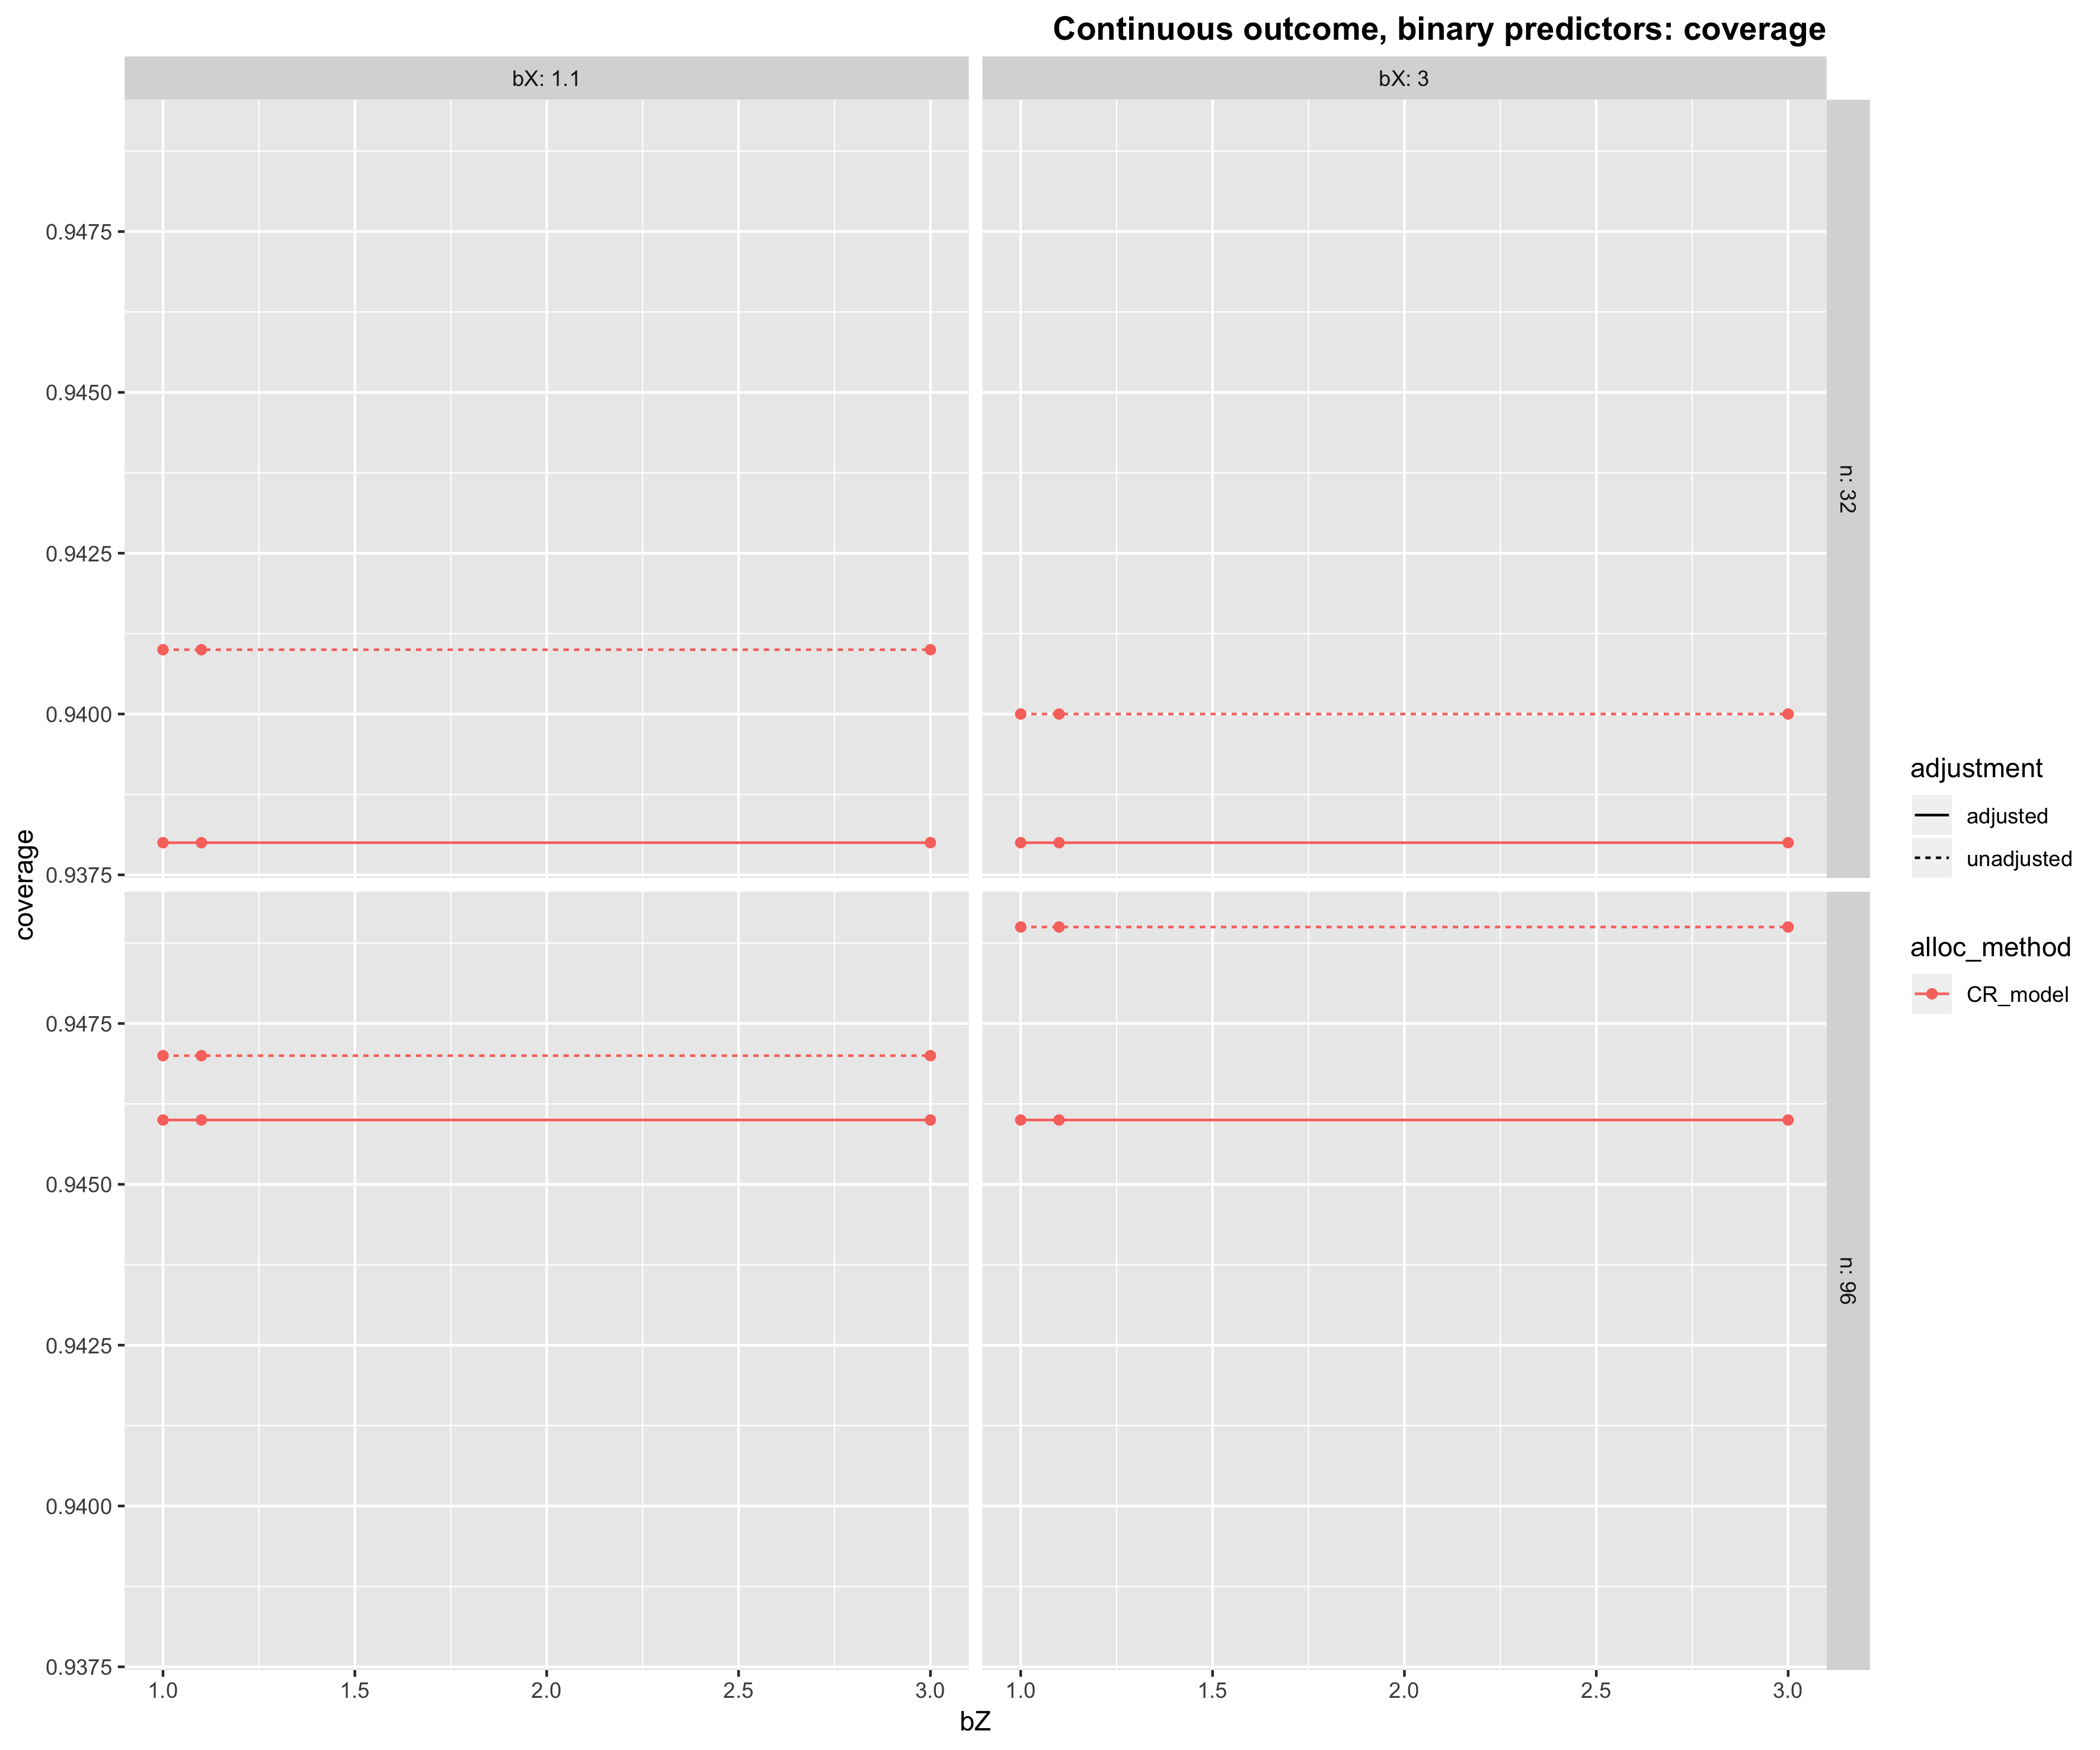 Continuous outcome, binary predictors: coverage
bX: 1.1
bX: 3
0.9475
0.9450
0.9425
0.9400
0.9375
n: 32
0.9475
0.9450
0.9425
0.9400
0.9375
n: 96
coverage
1.0 1.5 2.0 2.5 3.0
1.0 1.5 2.0 2.5 3.0
bZ
adjustment
adjusted
unadjusted
alloc_method
CR_model